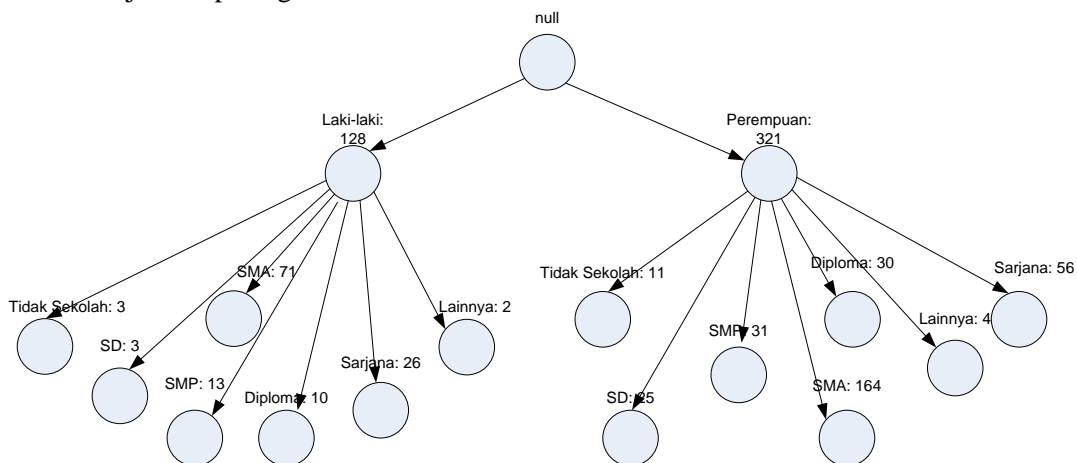 null
Laki-laki:
128
Perempuan:
321
Tidak Sekolah: 3
SD: 3
SMA: 71
SMP: 13
Diploma: 10
Sarjana: 26
Lainnya: 2
Tidak Sekolah: 11
SD: 25
SMP: 31
SMA: 164
Diploma: 30
Lainnya: 4
Sarjana: 56